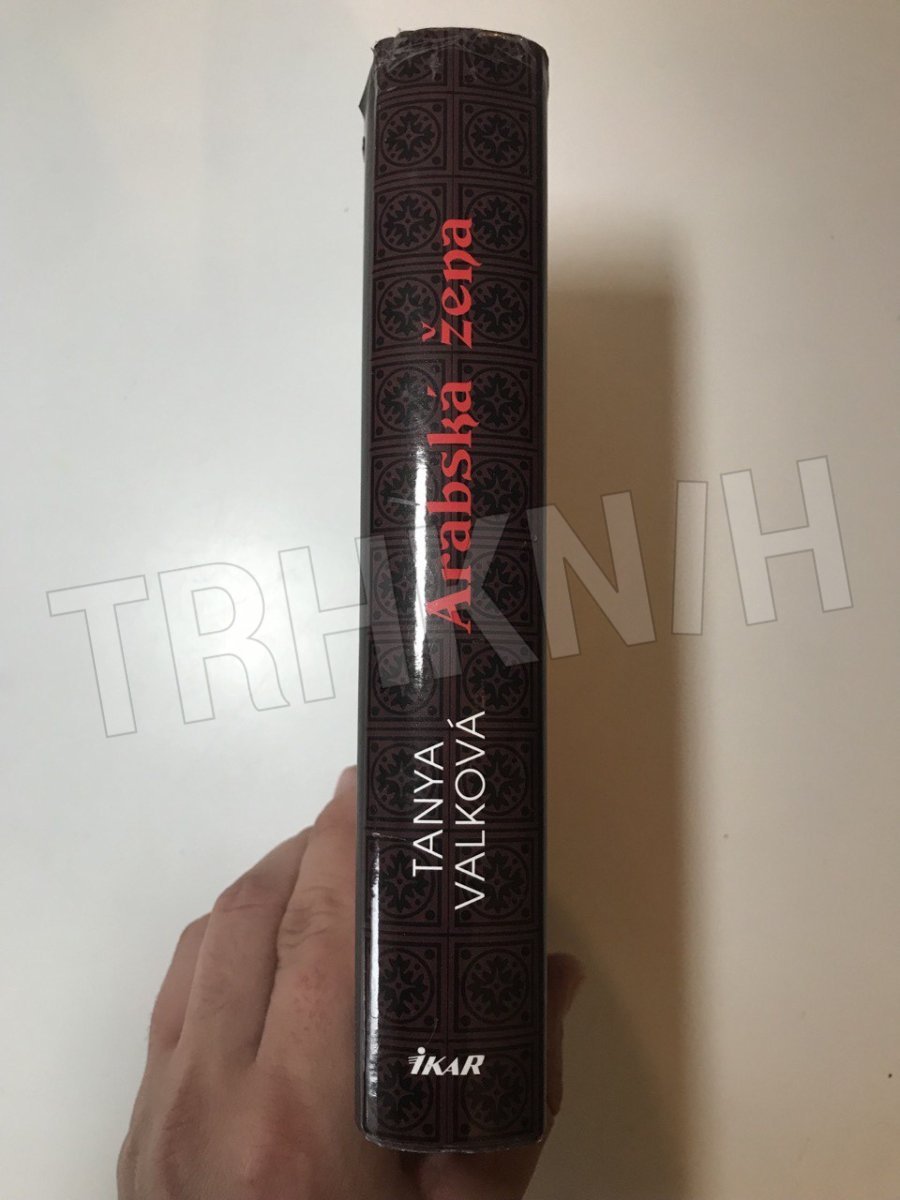 Arabská žena
TANYA
VALKOVÁ
iKAR
TRHKNIH